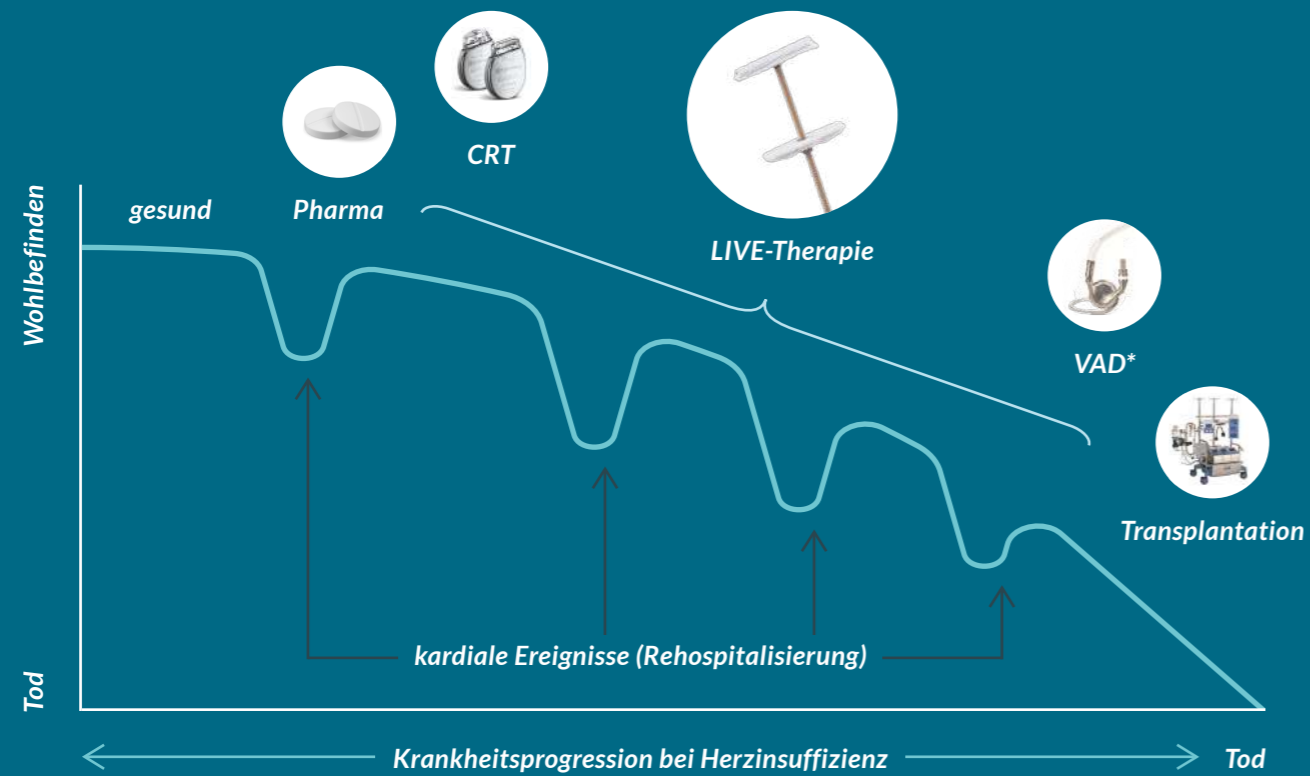 CRT
gesund
Pharma
LIVE-Therapie
VAD*
Transplantation
Wohlbefinden
kardiale Ereignisse (Rehospitalisierung)
Tod
Krankheitsprogression bei Herzinsuffizienz
Tod